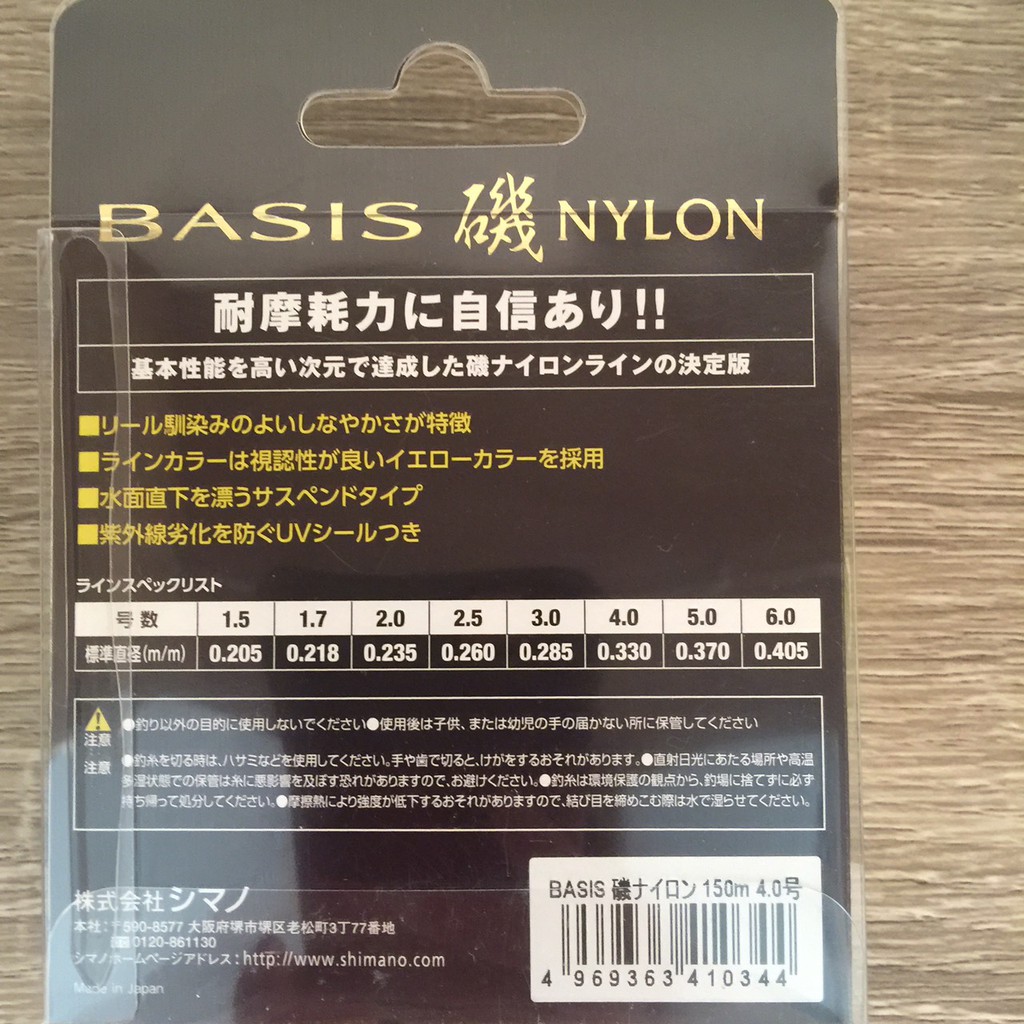 BASIS 磯 NYLON
耐摩耗力に自信あり!!
基本性能を高い次元で達成した磯ナイロンラインの決定版
■リール馴染みのよいしなやかさが特徴
■ラインカラーは視認性が良いイエローカラーを採用
■水面直下を漂うサスペンドタイプ
■紫外線劣化を防ぐUVシールつき
ラインスペックリスト
号数 1.5 1.7 2.0 2.5 3.0 4.0 5.0 6.0
標準直径(m/m) 0.205 0.218 0.235 0.260 0.285 0.330 0.370 0.405
注意 ●釣り以外の目的に使用しないでください●使用後は子供、または幼児の手の届かない所に保管してください
注意 ●釣糸を切る時は、ハサミなどを使用してください。手や歯で切ると、けがをするおそれがあります。●直射日光にあたる場所や高温
多湿状態での保管は糸に悪影響を及ぼす恐れがありますので、お避けください。●釣糸は環境保護の観点から、釣場に捨てずに必ず
持ち帰って処分してください。●摩擦熱により強度が低下するおそれがありますので、結び目を締めこむ際は水で湿らせてください。
株式会社シマノ
本社:〒590-8577 大阪府堺市堺区老松町3丁77番地
0120-861130
シマノホームページアドレス:http://www.shimano.com
Made in Japan
BASIS 磯ナイロン 150m 4.0号
4 969363 410344